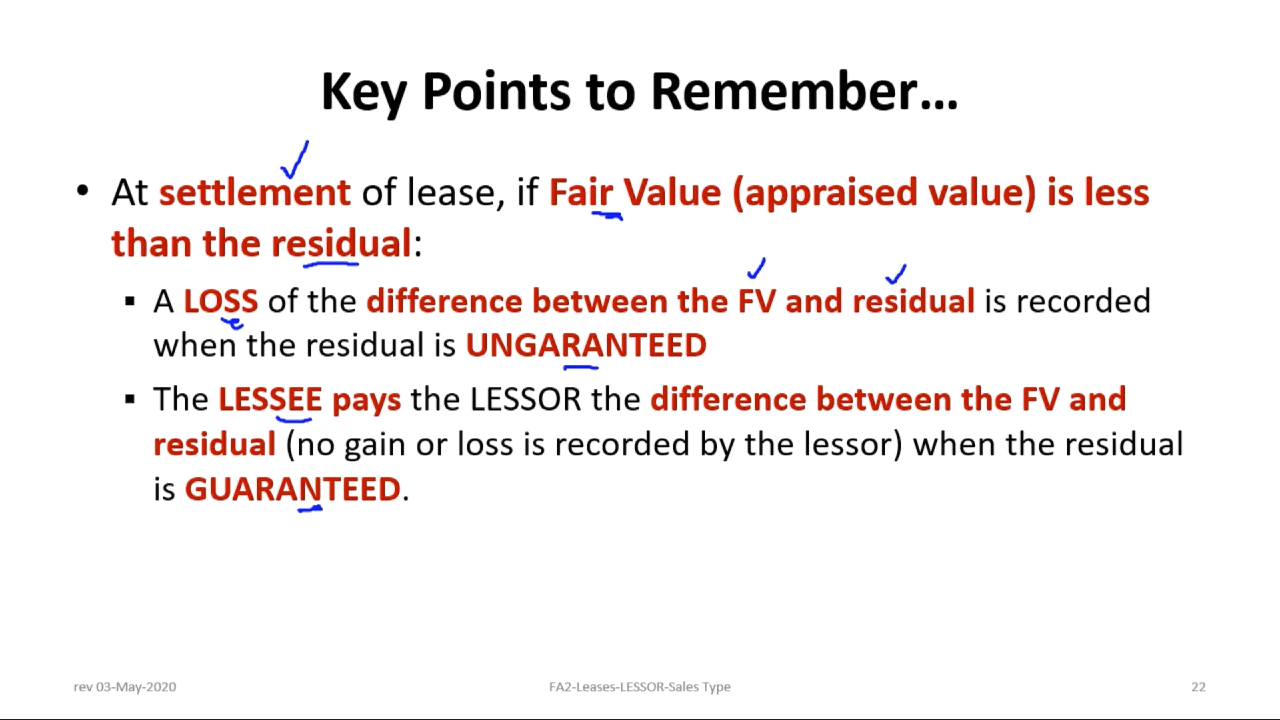 Key Points to Remember…
• At settlement of lease, if Fair Value (appraised value) is less
than the residual:
▪ A LOSS of the difference between the FV and residual is recorded
when the residual is UNGARANTEED
▪ The LESSEE pays the LESSOR the difference between the FV and
residual (no gain or loss is recorded by the lessor) when the residual
is GUARANTEED.
rev 03-May-2020 FA2-Leases-LESSOR-Sales Type 22